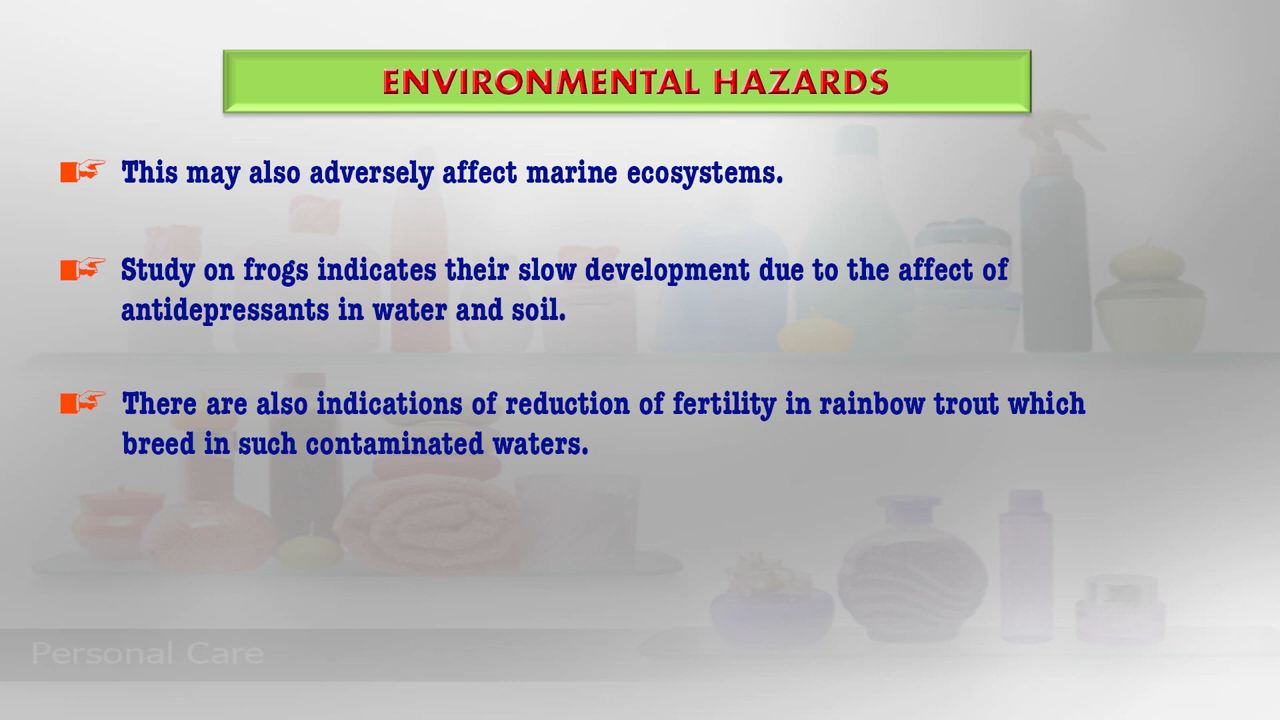 ENVIRONMENTAL HAZARDS
This may also adversely affect marine ecosystems.
Study on frogs indicates their slow development due to the affect of
antidepressants in water and soil.
There are also indications of reduction of fertility in rainbow trout which
breed in such contaminated waters.
Personal Care